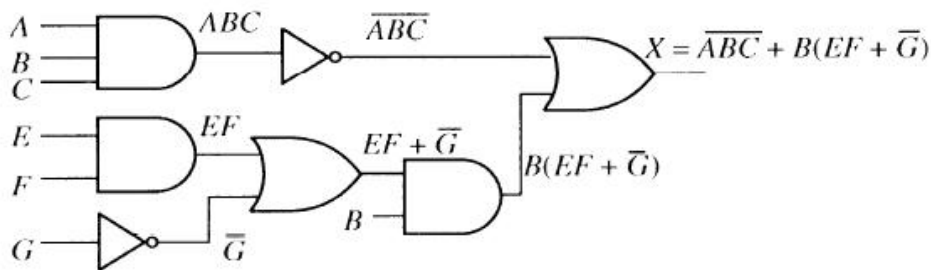 A
B
C
ABC
$\overline{ABC}$
X = $\overline{ABC}$ + B(EF + $\overline{G}$)
E
F
EF
EF + $\overline{G}$
B
B(EF + $\overline{G}$)
G
$\overline{G}$